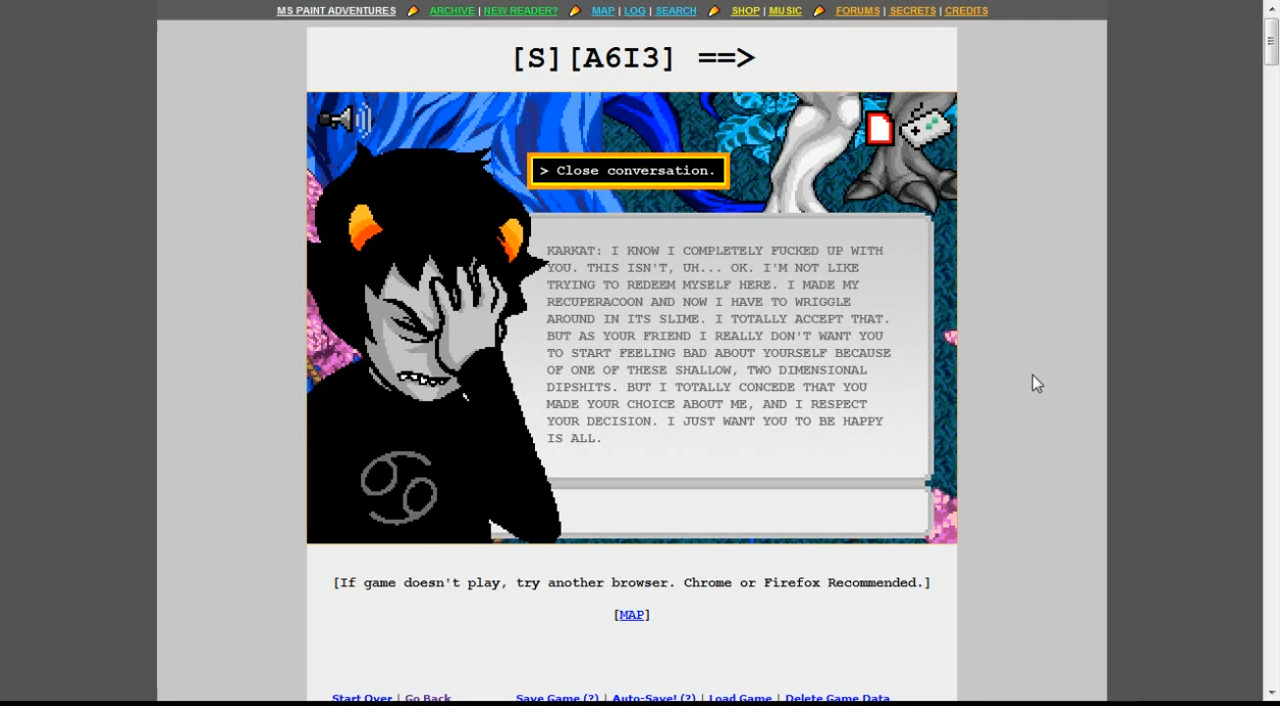 MS PAINT ADVENTURES ARCHIVE | NEW READER? MAP | LOG | SEARCH SHOP | MUSIC FORUMS | SECRETS | CREDITS
[S][A6I3] ==>
> Close conversation.
KARKAT: I KNOW I COMPLETELY FUCKED UP WITH
YOU. THIS ISN'T, UH... OK. I'M NOT LIKE
TRYING TO REDEEM MYSELF HERE. I MADE MY
RECUPERACOON AND NOW I HAVE TO WRIGGLE
AROUND IN ITS SLIME. I TOTALLY ACCEPT THAT.
BUT AS YOUR FRIEND I REALLY DON'T WANT YOU
TO START FEELING BAD ABOUT YOURSELF BECAUSE
OF ONE OF THESE SHALLOW, TWO DIMENSIONAL
DIPSHITS. BUT I TOTALLY CONCEDE THAT YOU
MADE YOUR CHOICE ABOUT ME, AND I RESPECT
YOUR DECISION. I JUST WANT YOU TO BE HAPPY
IS ALL.
[If game doesn't play, try another browser. Chrome or Firefox Recommended.]
[MAP]
Start Over | Go Back Save Game (?) | Auto-Save! (?) | Load Game | Delete Game Data